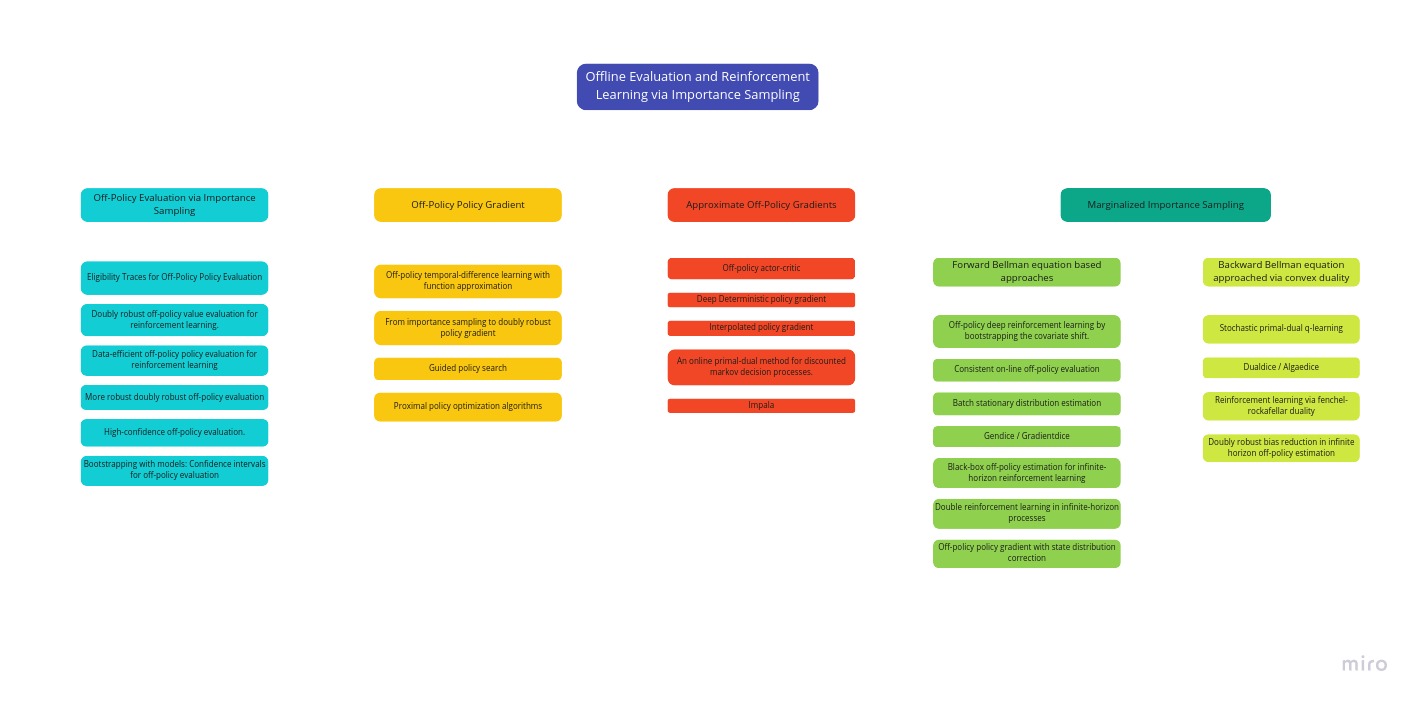 Offline Evaluation and Reinforcement
Learning via Importance Sampling
Off-Policy Evaluation via Importance
Sampling
Eligibility Traces for Off-Policy Policy Evaluation
Doubly robust off-policy value evaluation for
reinforcement learning.
Data-efficient off-policy policy evaluation for
reinforcement learning
More robust doubly robust off-policy evaluation
High-confidence off-policy evaluation.
Bootstrapping with models: Confidence intervals
for off-policy evaluation
Off-Policy Policy Gradient
Off-policy temporal-difference learning with
function approximation
From importance sampling to doubly robust
policy gradient
Guided policy search
Proximal policy optimization algorithms
Approximate Off-Policy Gradients
Off-policy actor-critic
Deep Deterministic policy gradient
Interpolated policy gradient
An online primal-dual method for discounted
markov decision processes.
Impala
Marginalized Importance Sampling
Forward Bellman equation based
approaches
Off-policy deep reinforcement learning by
bootstrapping the covariate shift.
Consistent on-line off-policy evaluation
Batch stationary distribution estimation
Gendice / Gradientdice
Black-box off-policy estimation for infinite-
horizon reinforcement learning
Double reinforcement learning in infinite-horizon
processes
Off-policy policy gradient with state distribution
correction
Backward Bellman equation
approached via convex duality
Stochastic primal-dual q-learning
Dualdice / Algaedice
Reinforcement learning via fenchel-
rockafellar duality
Doubly robust bias reduction in infinite
horizon off-policy estimation
miro